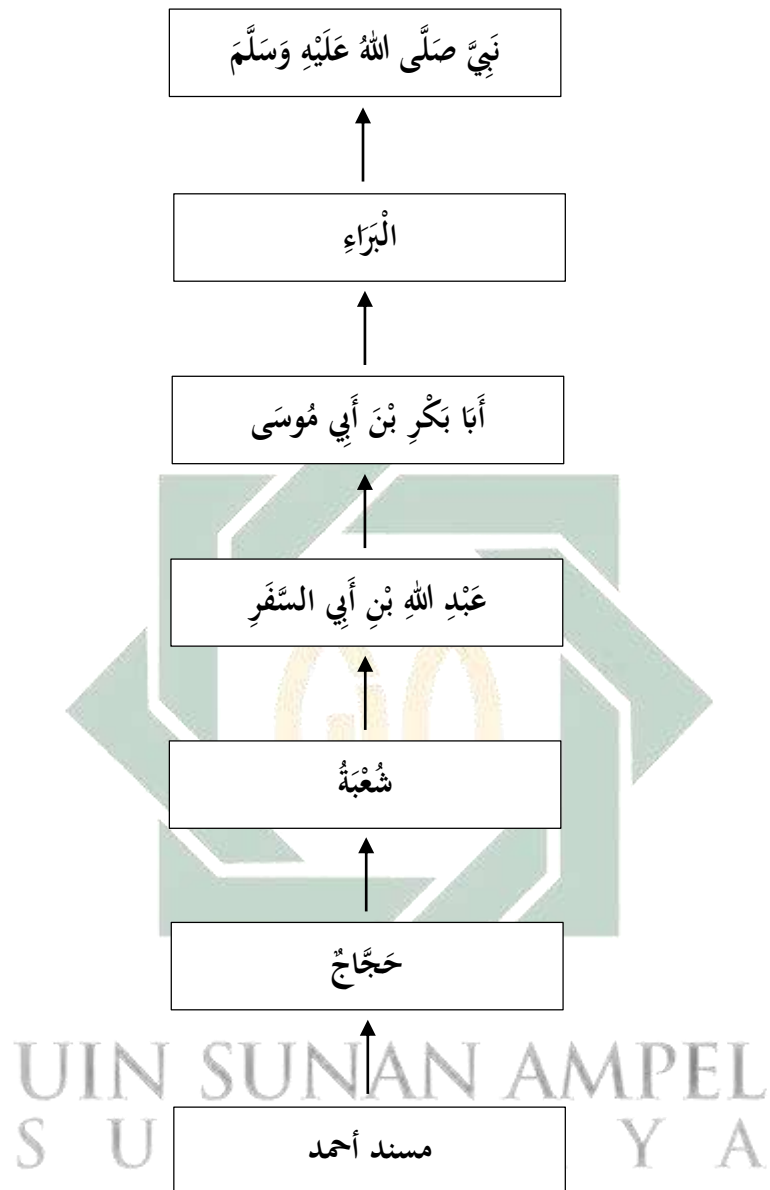 نَبِيَّ صَلَّى اللهُ عَلَيْهِ وَسَلَّمَ
الْبَرَاءِ
أَبَا بَكْرِ بْنَ أَبِي مُوسَى
عَبْدِ اللهِ بْنِ أَبِي السَّفَرِ
شُعْبَةُ
حَجَّاجٌ
UIN SUNAN AMPEL
S U Y A
مسند أحمد